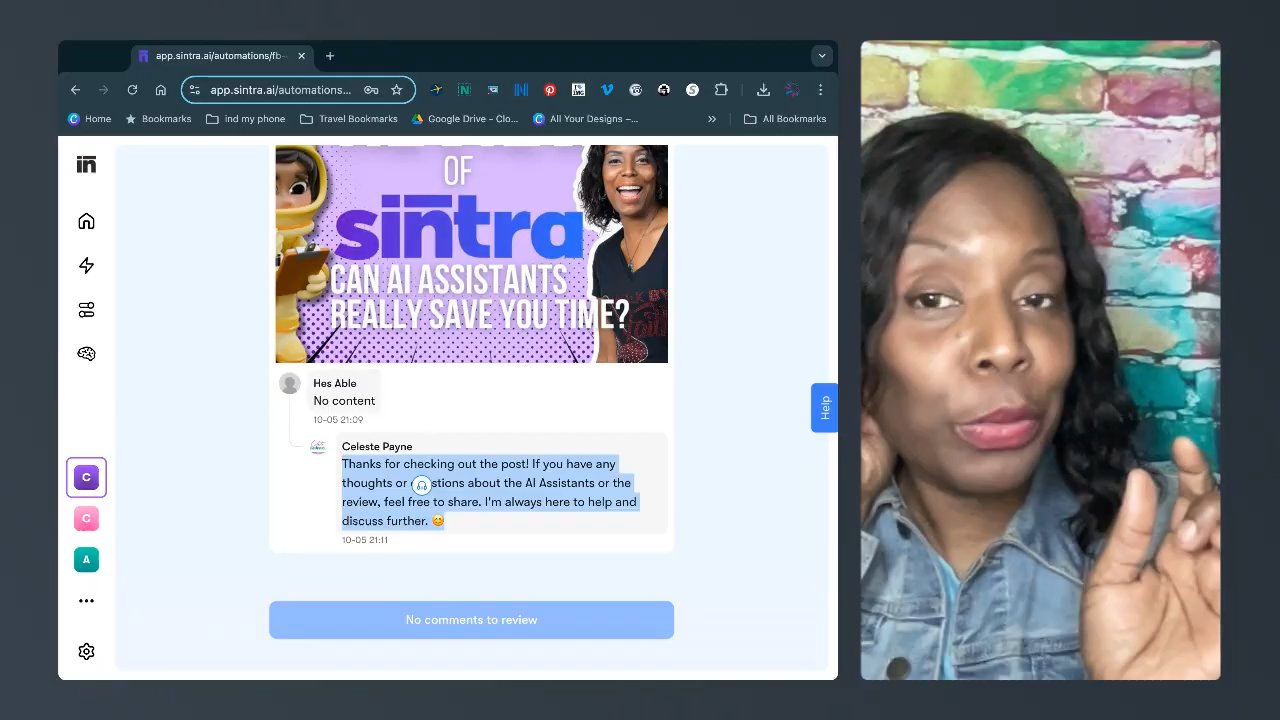 app.sintra.ai/automations/fb-
app.sintra.ai/automations...
Home
Bookmarks
ind my phone
Travel Bookmarks
Google Drive – Clo...
All Your Designs –...
All Bookmarks
in
OF
sintra
CAN AI ASSISTANTS
REALLY SAVE YOU TIME?
Hes Able
No content
10-05 21:09
Celeste Payne
Thanks for checking out the post! If you have any
thoughts or questions about the AI Assistants or the
review, feel free to share. I'm always here to help and
discuss further. 😊
10-05 21:11
No comments to review
Help
C
C
A